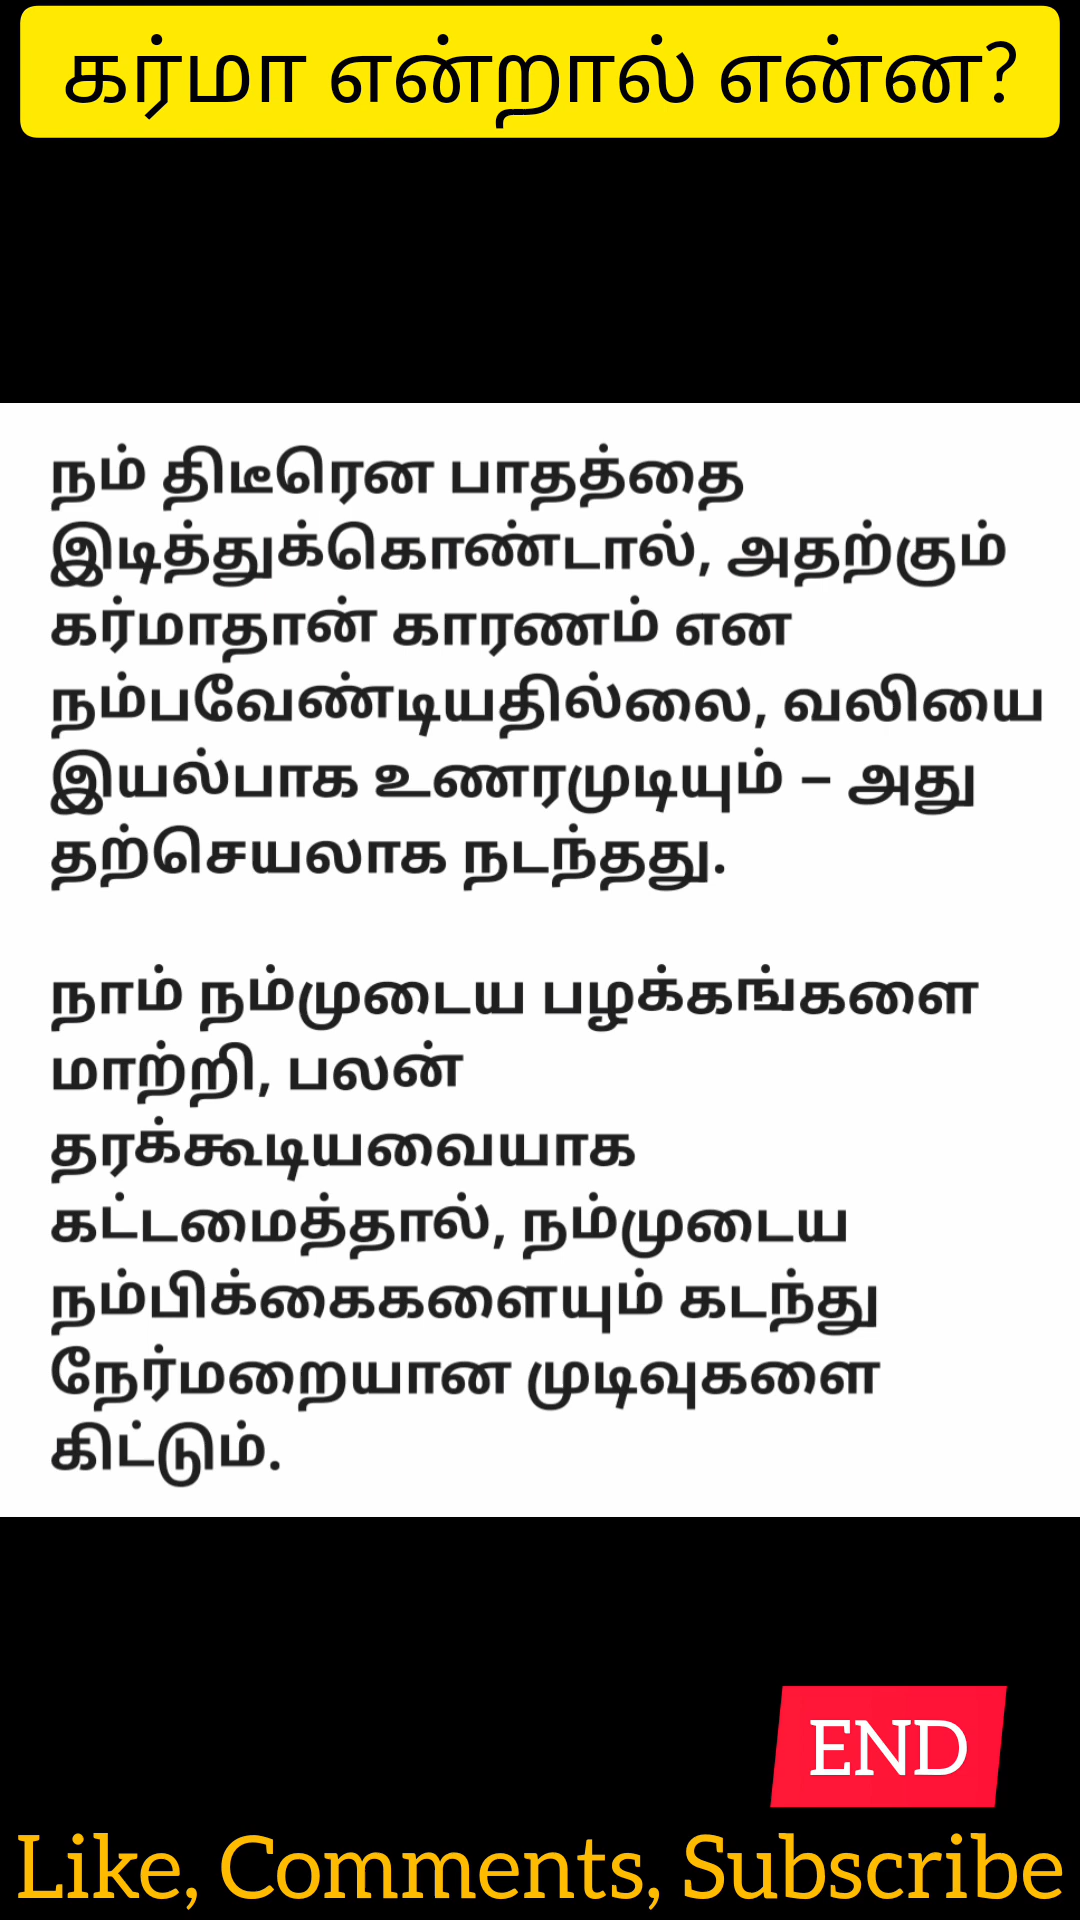 கர்மா என்றால் என்ன?
நம் திடீரென பாதத்தை
இடித்துக்கொண்டால், அதற்கும்
கர்மாதான் காரணம் என
நம்பவேண்டியதில்லை, வலியை
இயல்பாக உணரமுடியும் – அது
தற்செயலாக நடந்தது.
நாம் நம்முடைய பழக்கங்களை
மாற்றி, பலன்
தரக்கூடியவையாக
கட்டமைத்தால், நம்முடைய
நம்பிக்கைகளையும் கடந்து
நேர்மறையான முடிவுகளை
கிட்டும்.
END
Like, Comments, Subscribe